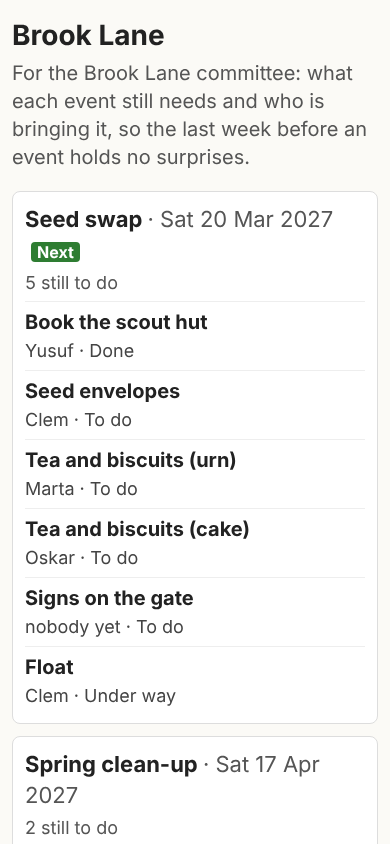 Brook Lane
For the Brook Lane committee: what
each event still needs and who is
bringing it, so the last week before an
event holds no surprises.
Seed swap · Sat 20 Mar 2027
Next
5 still to do
Book the scout hut
Yusuf · Done
Seed envelopes
Clem · To do
Tea and biscuits (urn)
Marta · To do
Tea and biscuits (cake)
Oskar · To do
Signs on the gate
nobody yet · To do
Float
Clem · Under way
Spring clean-up · Sat 17 Apr
2027
2 still to do